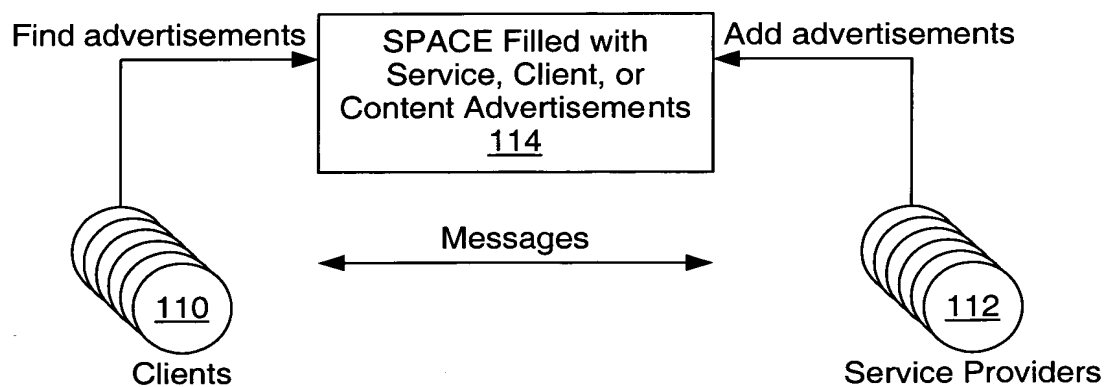 Find advertisements
SPACE Filled with
Service, Client, or
Content Advertisements
114
Add advertisements
Messages
110
Clients
112
Service Providers